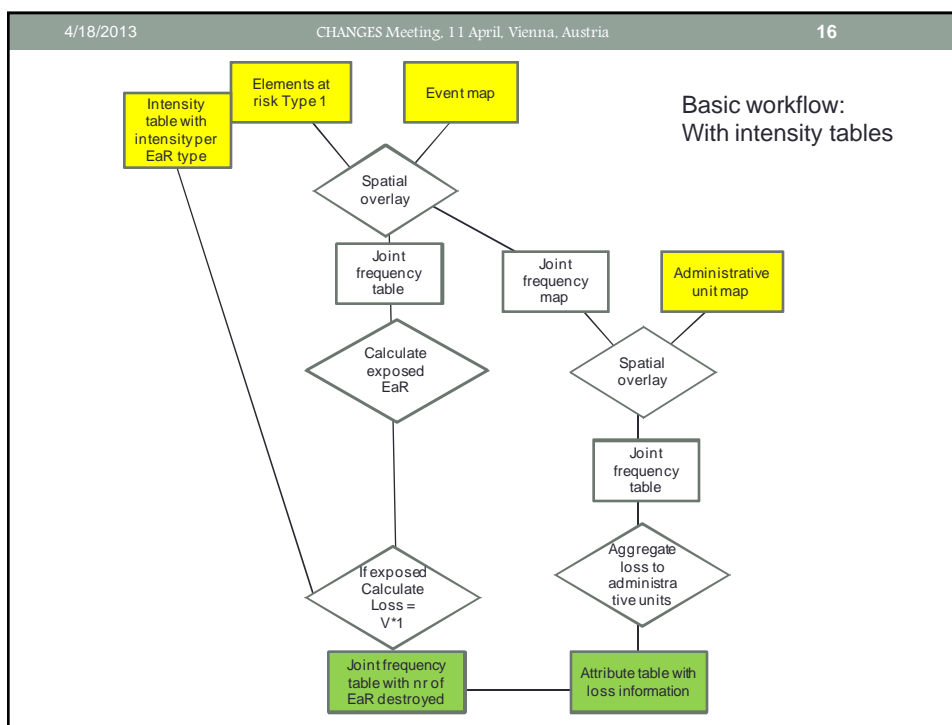 4/18/2013
CHANGES Meeting, 11 April, Vienna, Austria
16
Basic workflow:
With intensity tables
Intensity
table with
intensity per
EaR type
Elements at
risk Type 1
Event map
Spatial
overlay
Joint
frequency
table
Joint
frequency
map
Administrative
unit map
Calculate
exposed
EaR
Spatial
overlay
Joint
frequency
table
If exposed
Calculate
Loss =
V*1
Aggregate
loss to
administra
tive units
Joint frequency
table with nr of
EaR destroyed
Attribute table with
loss information